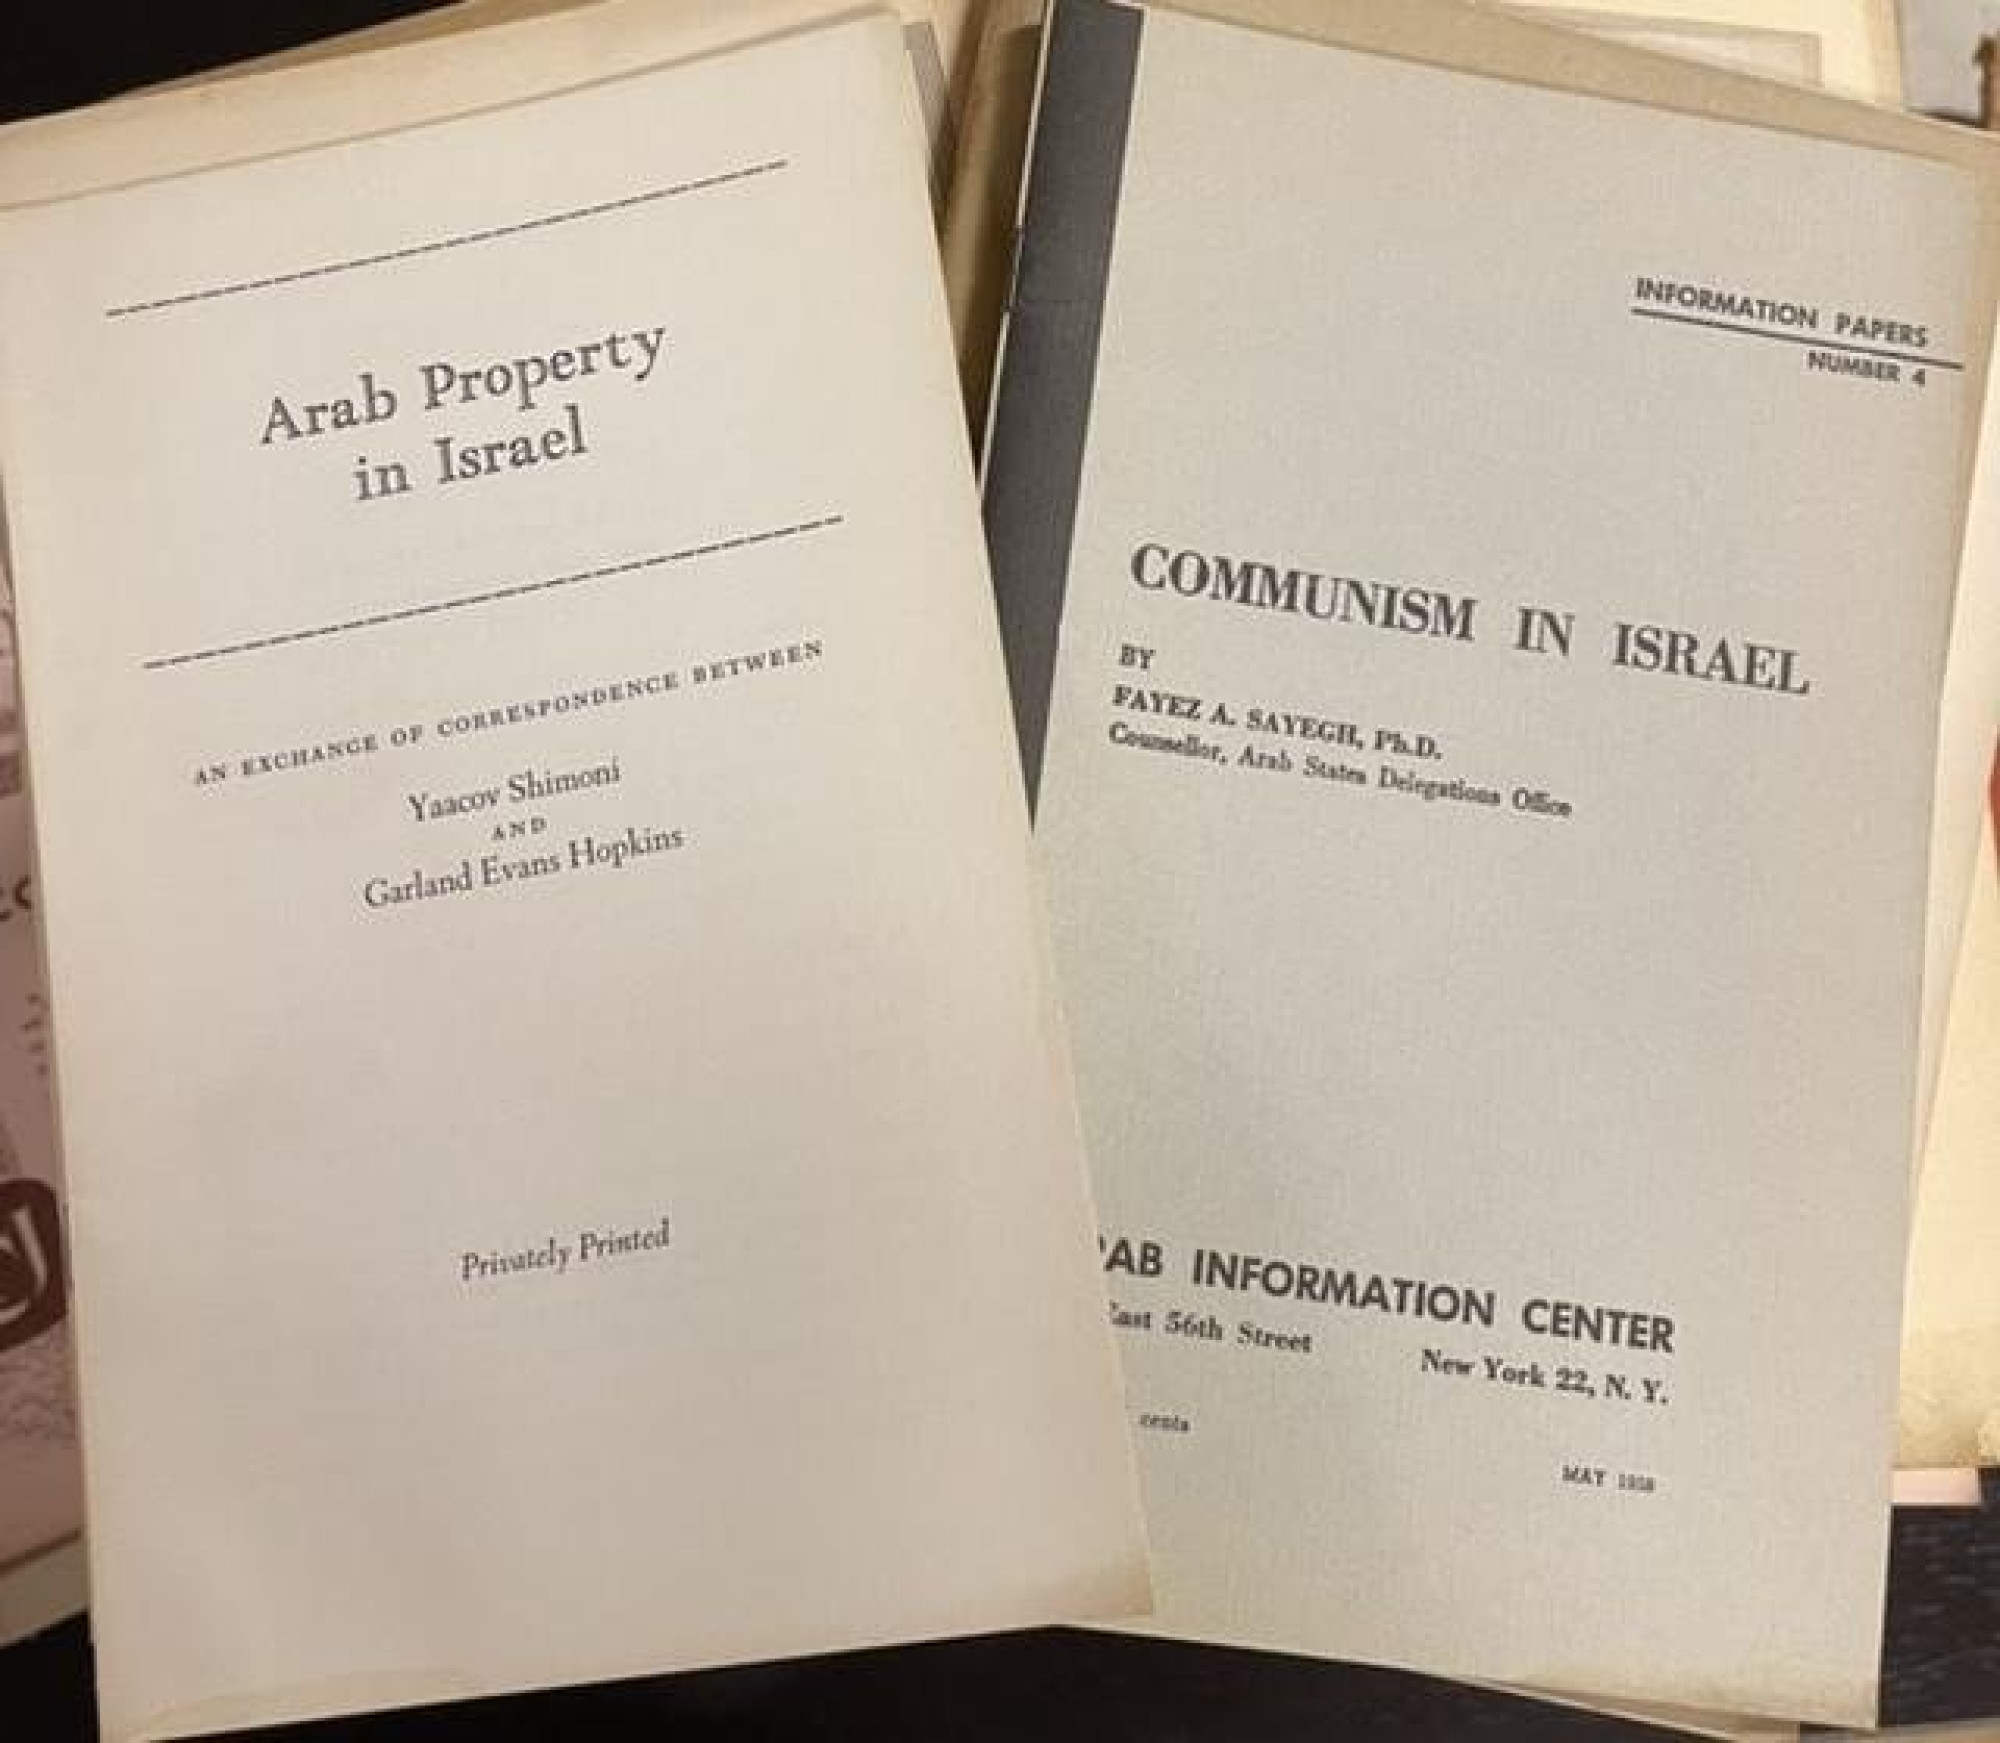 Arab Property
in Israel
AN EXCHANGE OF CORRESPONDENCE BETWEEN
Yaacov Shimoni
AND
Garland Evans Hopkins
Privately Printed
INFORMATION PAPERS
NUMBER 4
COMMUNISM IN ISRAEL
BY
FAYEZ A. SAYEGH, Ph.D.
Counsellor, Arab States Delegations Office
AB INFORMATION CENTER
East 56th Street New York 22, N. Y.
cents
MAY 1958